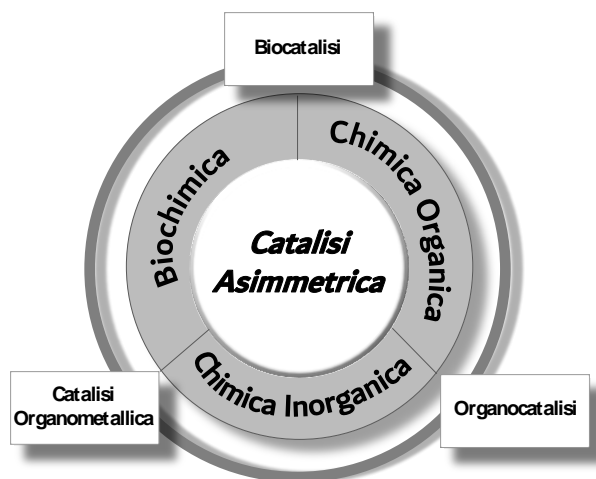 Biocatalisi
Biochimica
Chimica Organica
Catalisi
Asimmetrica
Chimica Inorganica
Catalisi
Organometallica
Organocatalisi